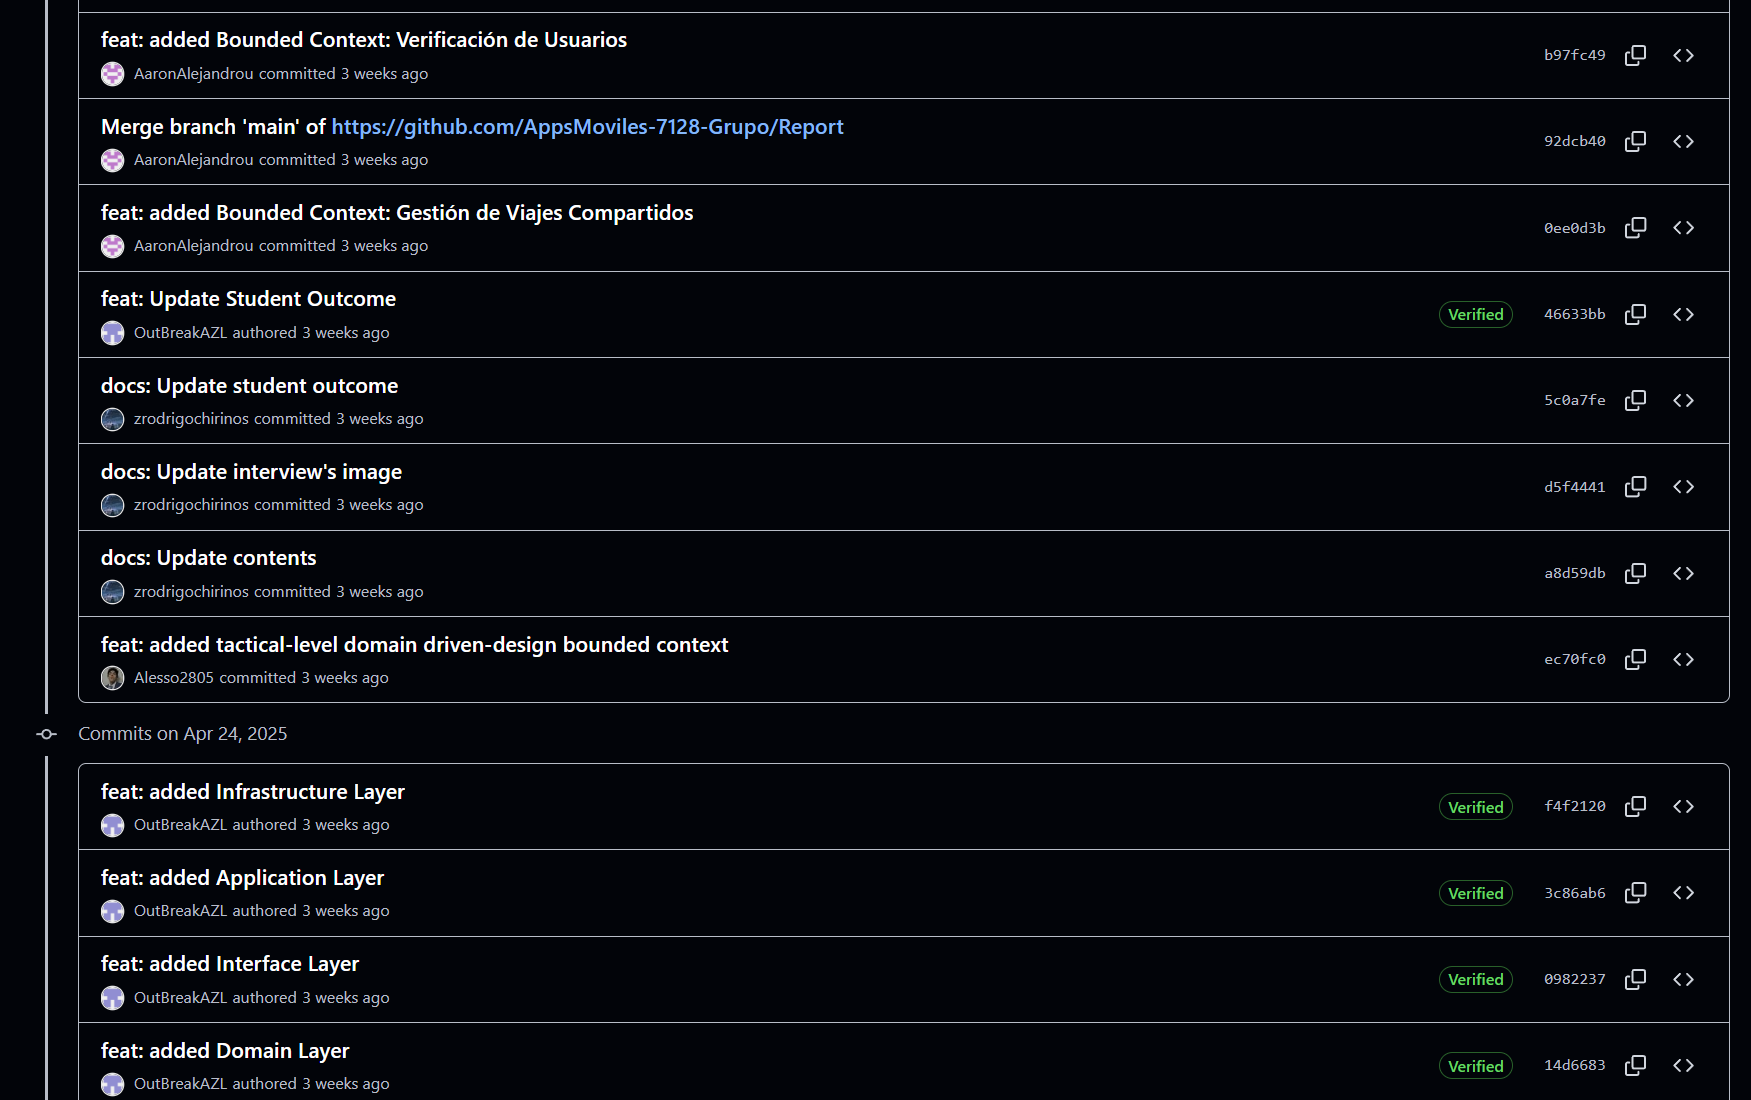 feat: added Bounded Context: Verificación de Usuarios
AaronAlejandrou committed 3 weeks ago
b97fc49
Merge branch 'main' of https://github.com/AppsMoviles-7128-Grupo/Report
AaronAlejandrou committed 3 weeks ago
92dcb40
feat: added Bounded Context: Gestión de Viajes Compartidos
AaronAlejandrou committed 3 weeks ago
0ee0d3b
feat: Update Student Outcome
OutBreakAZL authored 3 weeks ago
Verified 46633bb
docs: Update student outcome
zrodrigochirinos committed 3 weeks ago
5c0a7fe
docs: Update interview's image
zrodrigochirinos committed 3 weeks ago
d5f4441
docs: Update contents
zrodrigochirinos committed 3 weeks ago
a8d59db
feat: added tactical-level domain driven-design bounded context
Alesso2805 committed 3 weeks ago
ec70fc0
Commits on Apr 24, 2025
feat: added Infrastructure Layer
OutBreakAZL authored 3 weeks ago
Verified f4f2120
feat: added Application Layer
OutBreakAZL authored 3 weeks ago
Verified 3c86ab6
feat: added Interface Layer
OutBreakAZL authored 3 weeks ago
Verified 0982237
feat: added Domain Layer
OutBreakAZL authored 3 weeks ago
Verified 14d6683